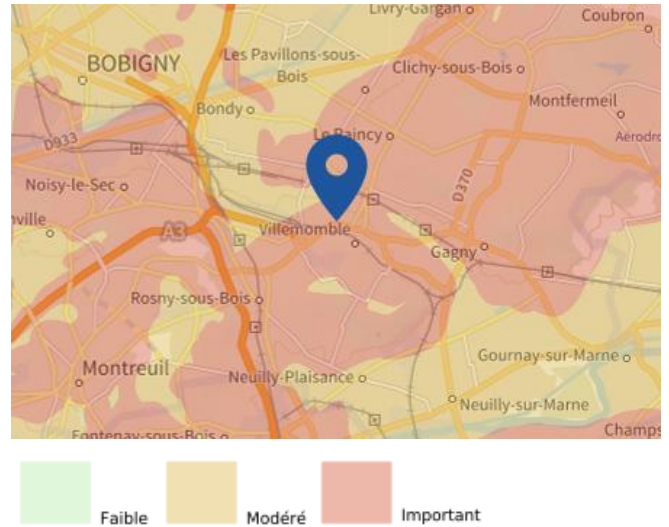 Livry-Gargan
Coubron
BOBIGNY
Les Pavillons-sous-
Bois
Clichy-sous-Bois
Montfermeil
Bondy
Le Raincy
Aérodro
D933
D370
Noisy-le-Sec
ville
A3
Villemomble
Gagny
Rosny-sous-Bois
Montreuil
Gournay-sur-Marne
Neuilly-Plaisance
Neuilly-sur-Marne
Fontenay-sous-Bois
Champs
Faible
Modéré
Important